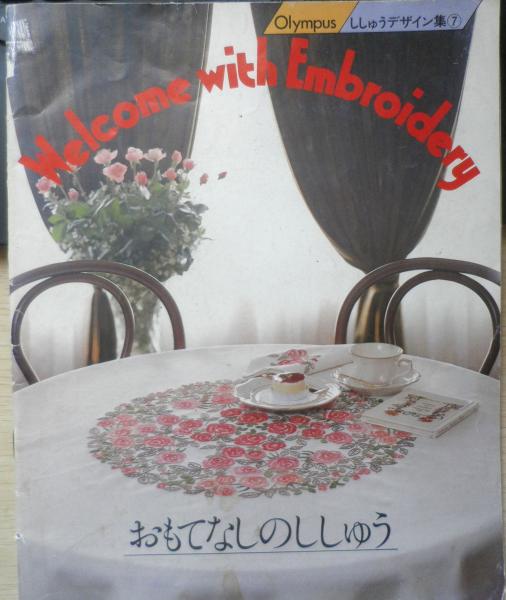 Olympus ししゅうデザイン集⑦
Welcome with Embroidery
おもてなしのししゅう